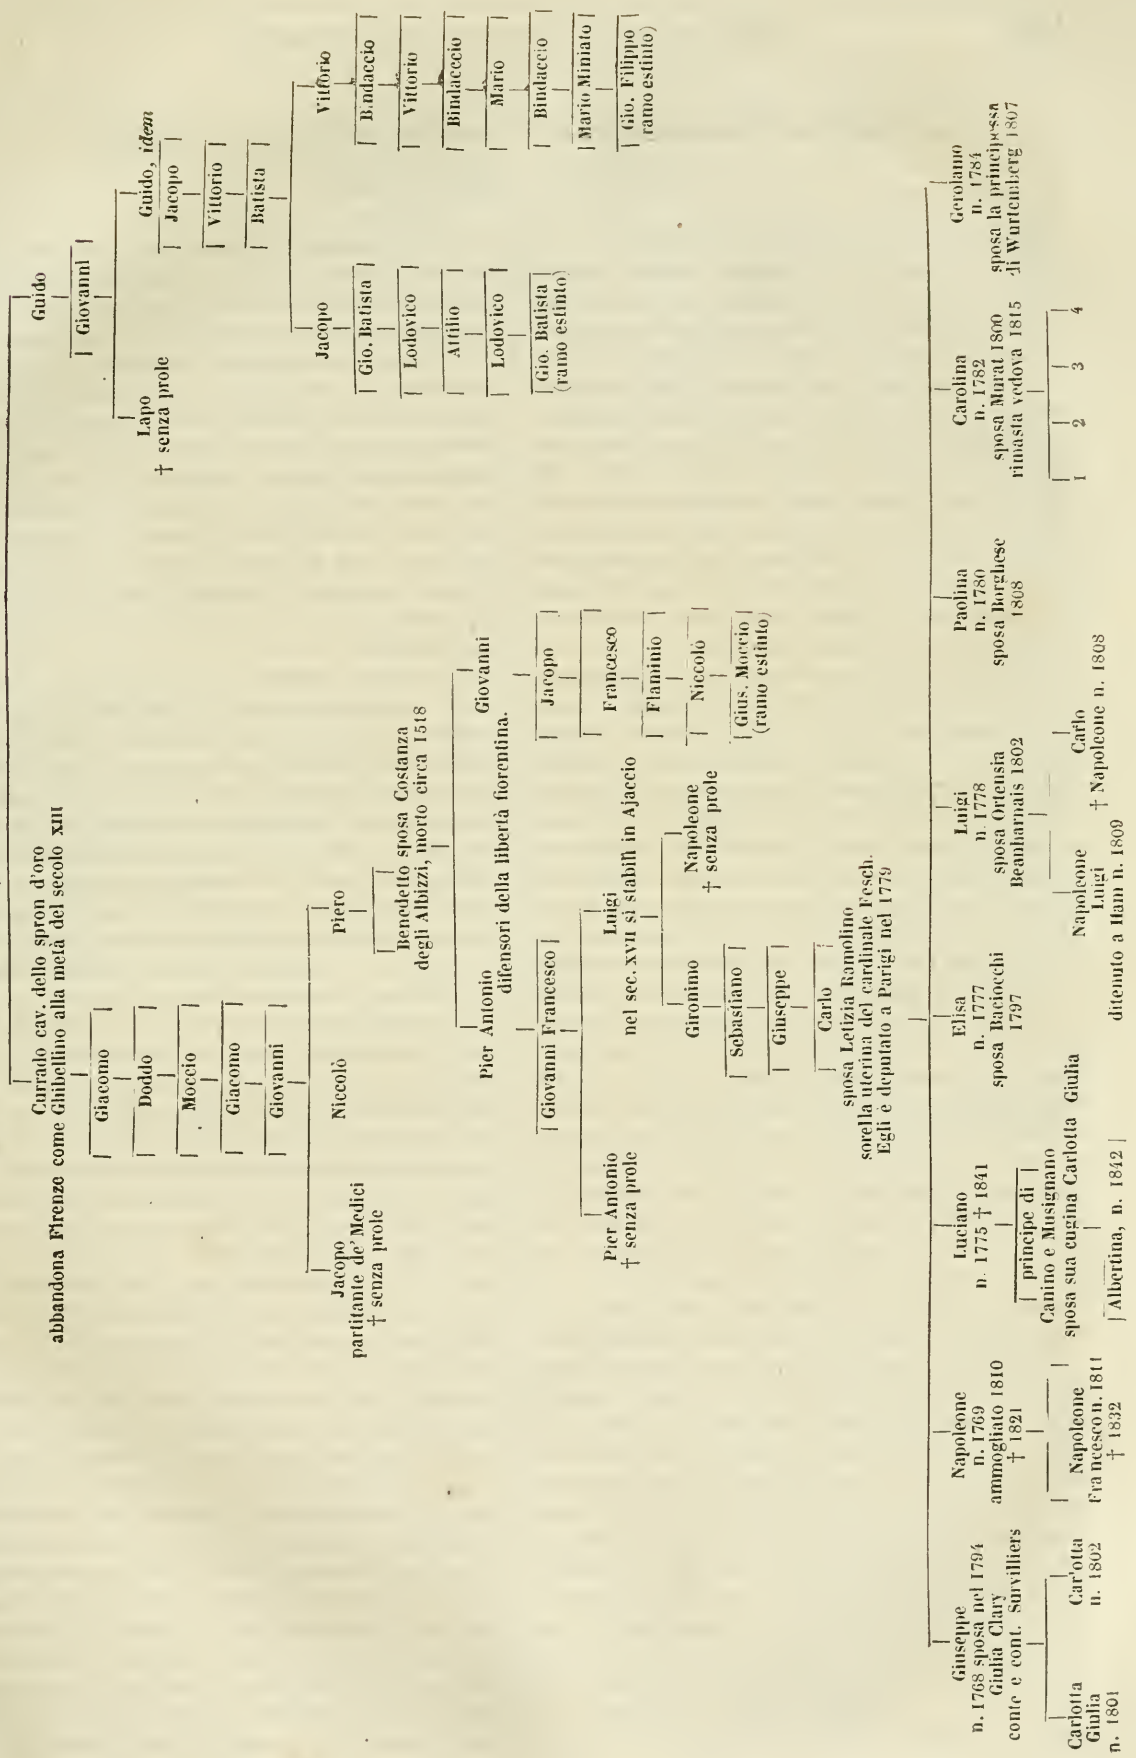 Currado cav. dello spron d'oro
abbandona Firenze come Ghibellino alla metà del secolo XIII
Giacomo
Doddo
Moccio
Giacomo
Giovanni
Jacopo
partitante de' Medici
† senza prole
Niccolò
Piero
Benedetto sposa Costanza
degli Albizzi, morto circa 1518
Pier Antonio
Giovanni
difensori della libertà fiorentina.
Giovanni Francesco
Pier Antonio
† senza prole
Luigi
nel sec. XVII si stabilì in Ajaccio
Gironimo
Napoleone
† senza prole
Sebastiano
Giuseppe
Carlo
sposa Letizia Ramolino
sorella uterina del cardinale Fesch.
Egli è deputato a Parigi nel 1779
Jacopo
Francesco
Flaminio
Niccolò
Gius. Moccio
(ramo estinto)
Guido
Giovanni
Lapo
† senza prole
Guido, idem
Jacopo
Vittorio
Batista
Jacopo
Gio. Batista
Lodovico
Attilio
Lodovico
Gio. Batista
(ramo estinto)
Vittorio
B.ndaccio
Vittorio
Bindacccio
Mario
Bindaccio
Mario Miniato
Gio. Filippo
(ramo estinto)
Giuseppe
n. 1768 sposa nel 1794
Giulia Clary
conte e cont. Survilliers
Carlotta
Giulia
n. 1801
Car'otta
n. 1802
Napoleone
n. 1769
ammogliato 1810
† 1821
Napoleone
Francesco n. 1811
† 1832
Luciano
n. 1775 † 1841
principe di
Canino e Musignano
sposa sua cugina Carlotta Giulia
Albertina, n. 1842
Elisa
n. 1777
sposa Baciocchi
1797
Luigi
n. 1778
sposa Ortensia
Beauharnais 1802
Napoleone
Luigi
ditenuto a Ham n. 1809
Carlo
† Napoleone n. 1808
Paolina
n. 1780
sposa Borghese
1808
Carolina
n. 1782
sposa Murat 1800
rimasta vedova 1815
1 2 3 4
Gerolamo
n. 1784
sposa la principessa
di Wurtemberg 1807